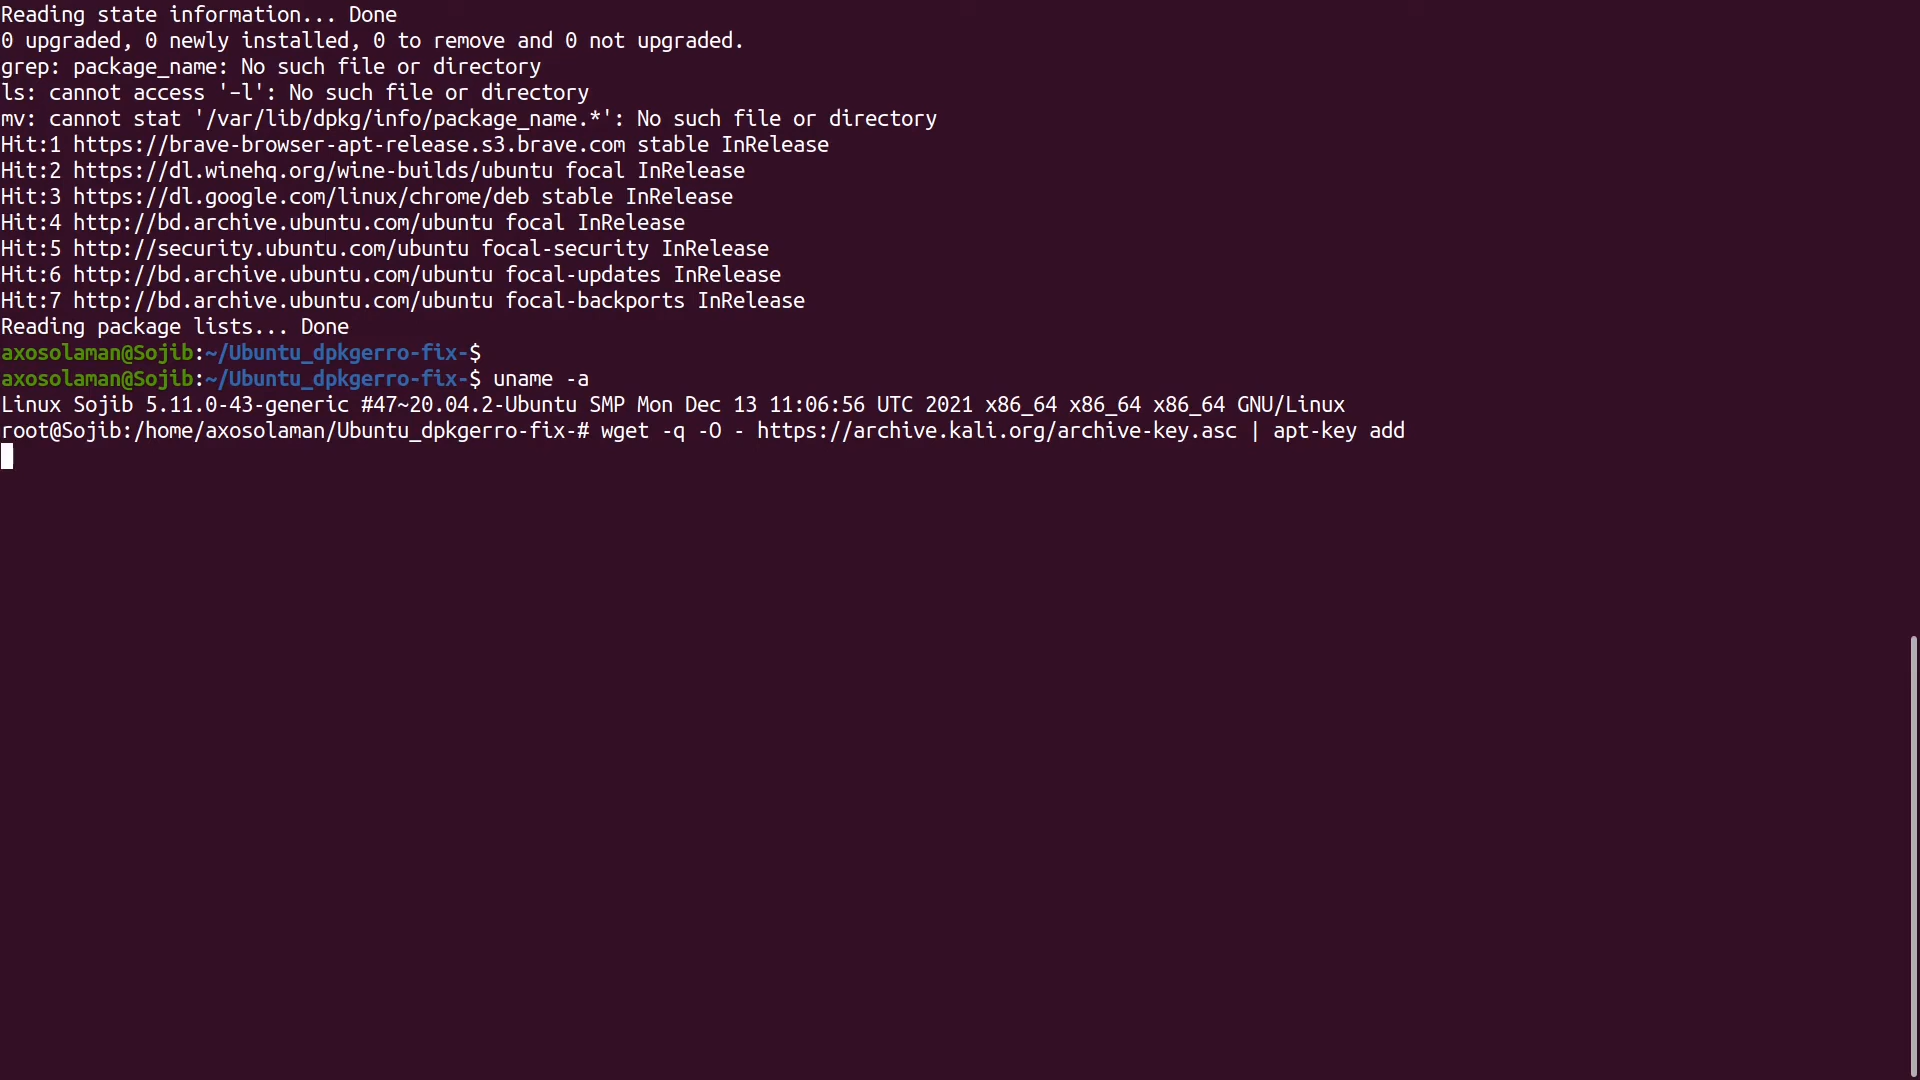 Reading state information... Done
0 upgraded, 0 newly installed, 0 to remove and 0 not upgraded.
grep: package_name: No such file or directory
ls: cannot access '–l': No such file or directory
mv: cannot stat '/var/lib/dpkg/info/package_name.*': No such file or directory
Hit:1 https://brave-browser-apt-release.s3.brave.com stable InRelease
Hit:2 https://dl.winehq.org/wine-builds/ubuntu focal InRelease
Hit:3 https://dl.google.com/linux/chrome/deb stable InRelease
Hit:4 http://bd.archive.ubuntu.com/ubuntu focal InRelease
Hit:5 http://security.ubuntu.com/ubuntu focal-security InRelease
Hit:6 http://bd.archive.ubuntu.com/ubuntu focal-updates InRelease
Hit:7 http://bd.archive.ubuntu.com/ubuntu focal-backports InRelease
Reading package lists... Done
axosolaman@Sojib:~/Ubuntu_dpkgerro-fix-$
axosolaman@Sojib:~/Ubuntu_dpkgerro-fix-$ uname -a
Linux Sojib 5.11.0-43-generic #47~20.04.2-Ubuntu SMP Mon Dec 13 11:06:56 UTC 2021 x86_64 x86_64 x86_64 GNU/Linux
root@Sojib:/home/axosolaman/Ubuntu_dpkgerro-fix-# wget -q -O - https://archive.kali.org/archive-key.asc | apt-key add